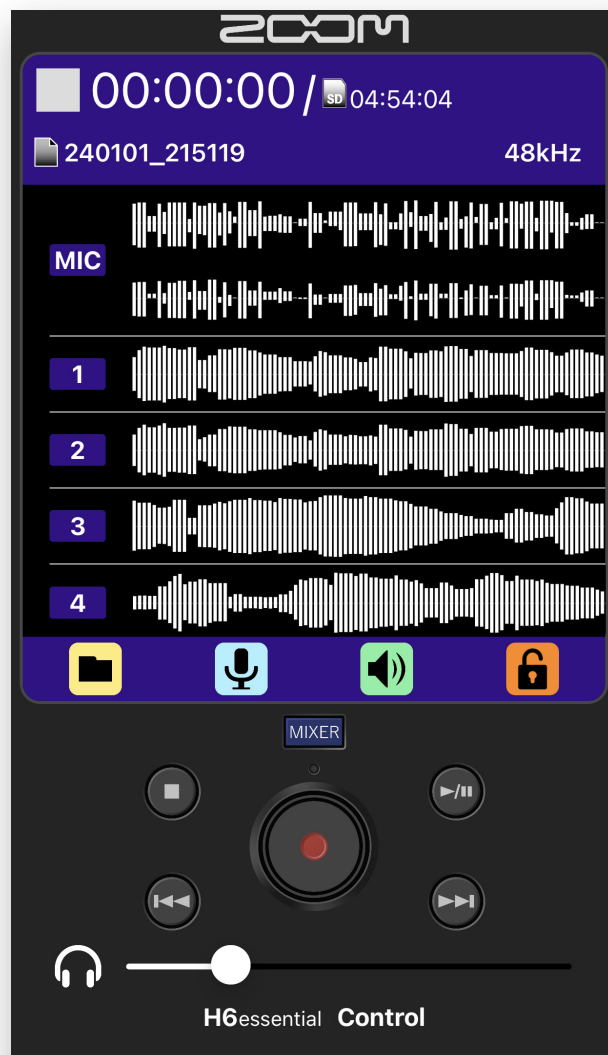 ZOOM
00:00:00/ SD 04:54:04
240101_215119 48kHz
MIC
1
2
3
4
MIXER
H6essential Control